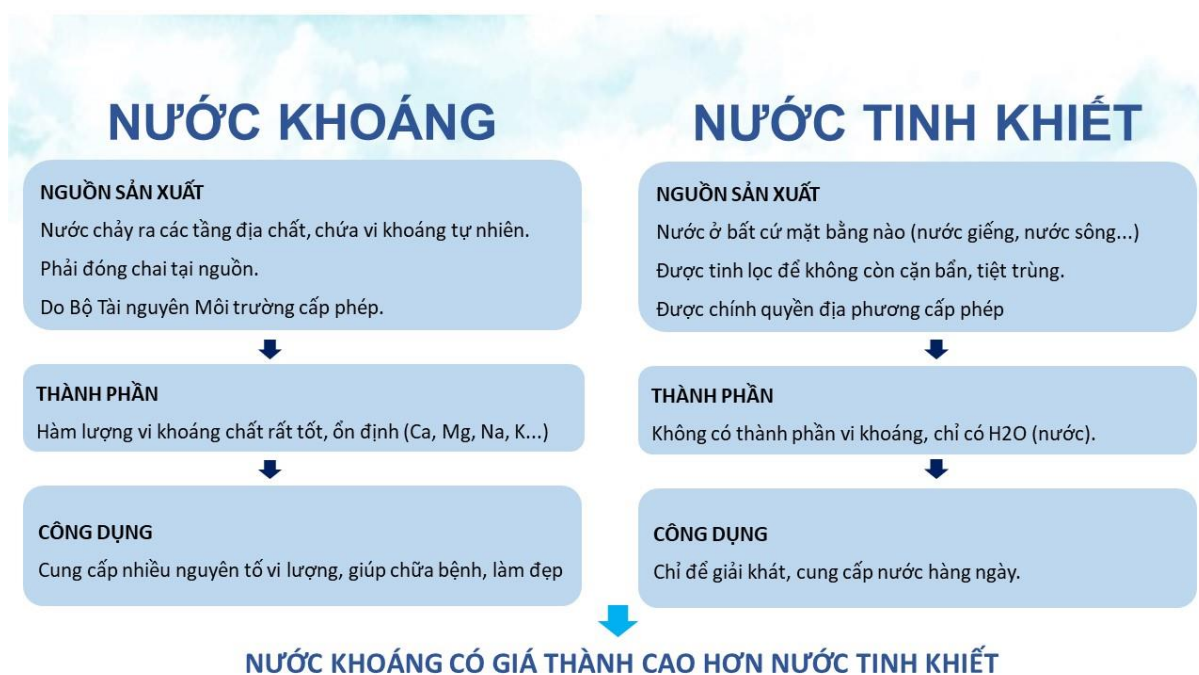 NƯỚC KHOÁNG
NGUỒN SẢN XUẤT
Nước chảy ra các tầng địa chất, chứa vi khoáng tự nhiên.
Phải đóng chai tại nguồn.
Do Bộ Tài nguyên Môi trường cấp phép.
THÀNH PHẦN
Hàm lượng vi khoáng chất rất tốt, ổn định (Ca, Mg, Na, K...)
CÔNG DỤNG
Cung cấp nhiều nguyên tố vi lượng, giúp chữa bệnh, làm đẹp
NƯỚC TINH KHIẾT
NGUỒN SẢN XUẤT
Nước ở bất cứ mặt bằng nào (nước giếng, nước sông...)
Được tinh lọc để không còn cặn bẩn, tiệt trùng.
Được chính quyền địa phương cấp phép
THÀNH PHẦN
Không có thành phần vi khoáng, chỉ có H2O (nước).
CÔNG DỤNG
Chỉ để giải khát, cung cấp nước hàng ngày.
NƯỚC KHOÁNG CÓ GIÁ THÀNH CAO HƠN NƯỚC TINH KHIẾT